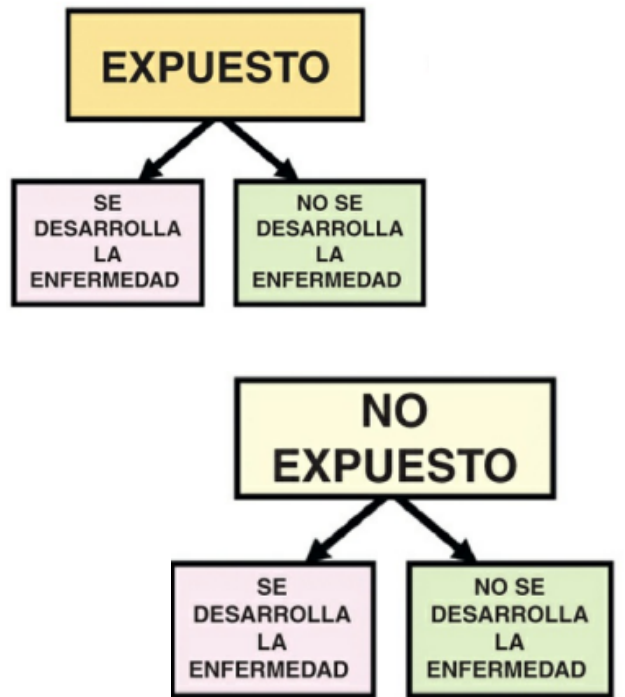 EXPUESTO
SE
DESARROLLA
LA
ENFERMEDAD
NO SE
DESARROLLA
LA
ENFERMEDAD
NO
EXPUESTO
SE
DESARROLLA
LA
ENFERMEDAD
NO SE
DESARROLLA
LA
ENFERMEDAD